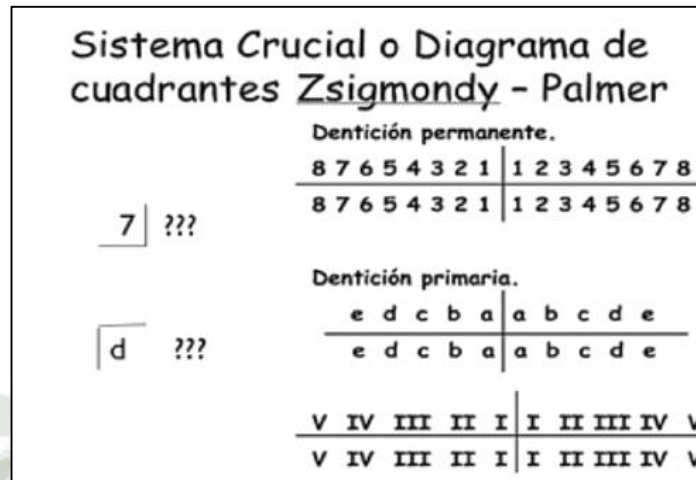 Sistema Crucial o Diagrama de
cuadrantes Zsigmondy - Palmer
Dentición permanente.
8 7 6 5 4 3 2 1 1 2 3 4 5 6 7 8
8 7 6 5 4 3 2 1 1 2 3 4 5 6 7 8
7 ???
Dentición primaria.
e d c b a a b c d e
e d c b a a b c d e
d ???
V IV III II I I II III IV V
V IV III II I I II III IV V